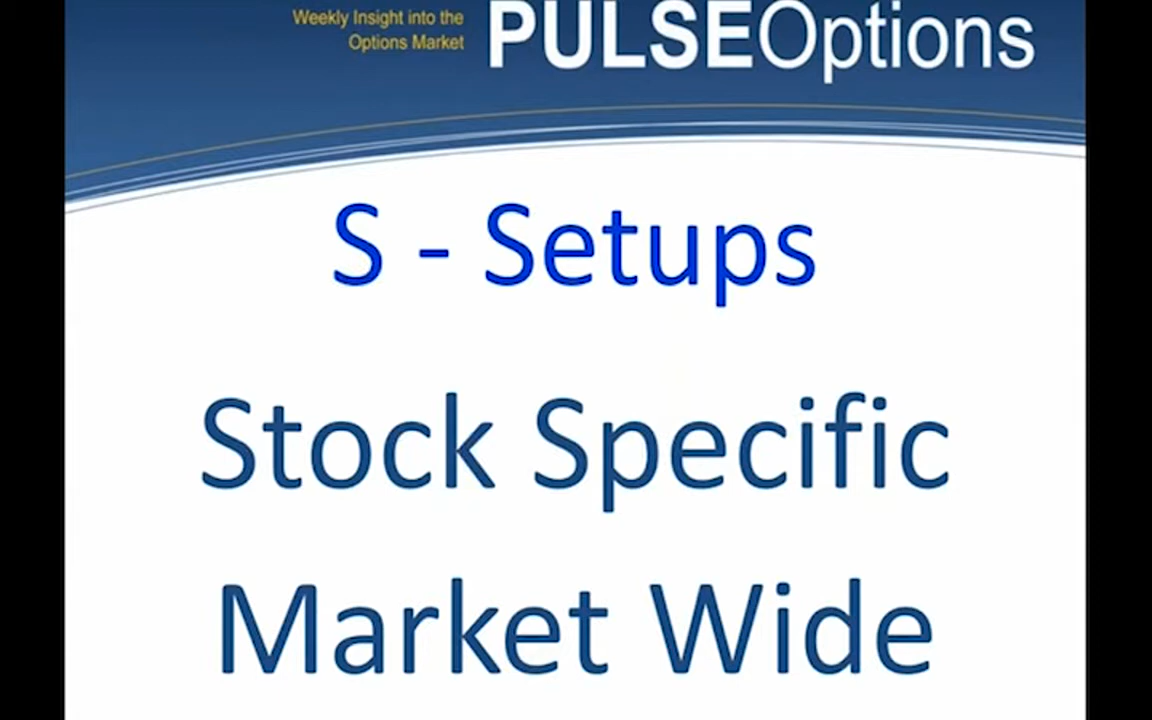 Weekly Insight into the
Options Market
PULSEOptions
S - Setups
Stock Specific
Market Wide